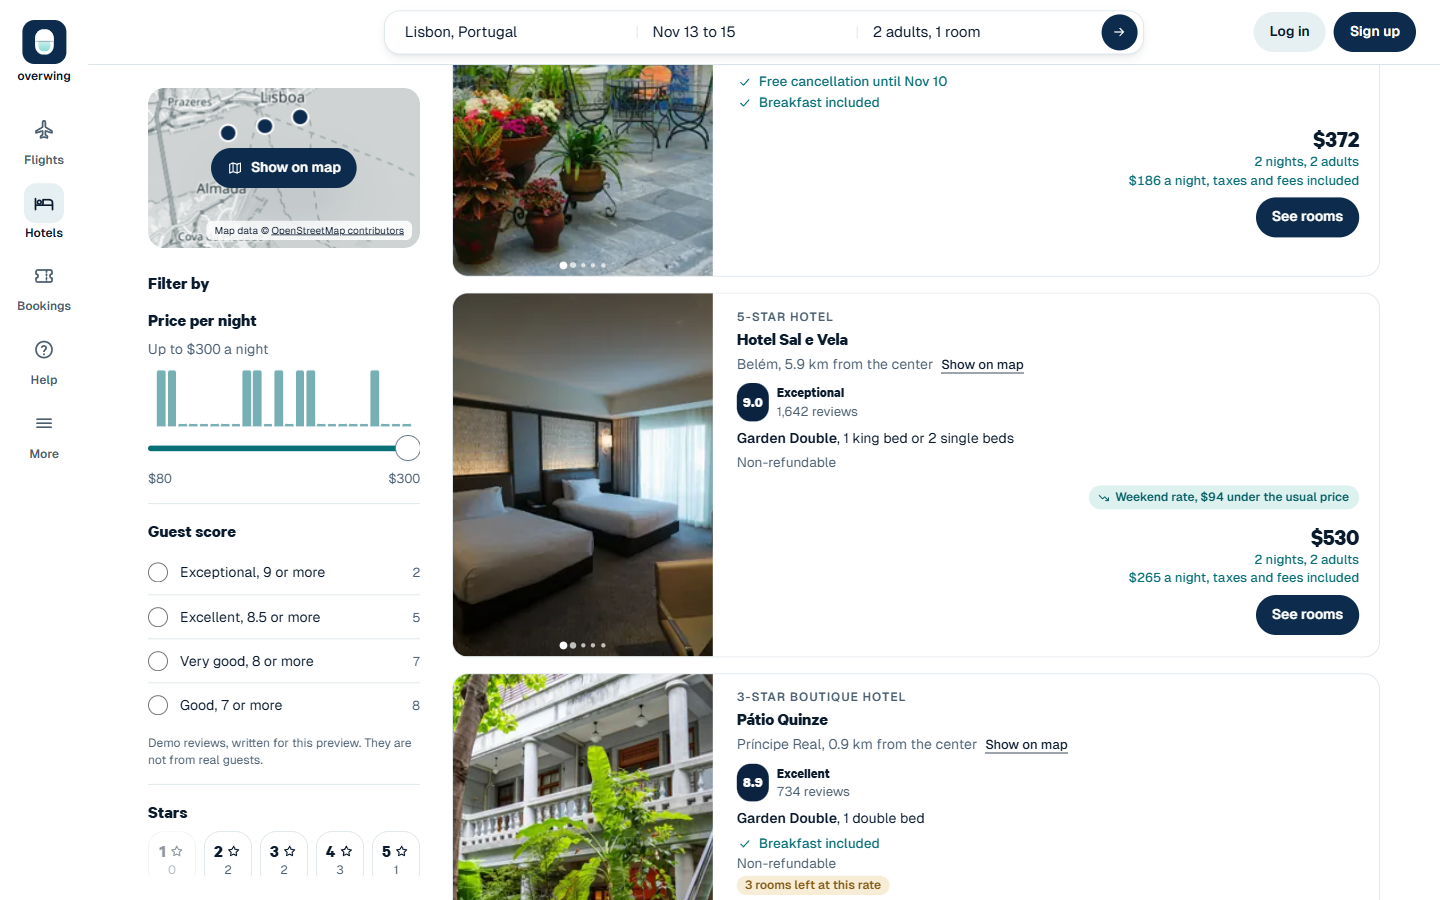 overwing
Flights
Hotels
Bookings
Help
More
Lisbon, Portugal
Nov 13 to 15
2 adults, 1 room
Log in
Sign up
Prazeres
Lisboa
Show on map
Almada
Cova
Map data © OpenStreetMap contributors
Filter by
Price per night
Up to $300 a night
$80
$300
Guest score
Exceptional, 9 or more
2
Excellent, 8.5 or more
5
Very good, 8 or more
7
Good, 7 or more
8
Demo reviews, written for this preview. They are
not from real guests.
Stars
1 2 3 4 5
0 2 2 3 1
Free cancellation until Nov 10
Breakfast included
$372
2 nights, 2 adults
$186 a night, taxes and fees included
See rooms
5-STAR HOTEL
Hotel Sal e Vela
Belém, 5.9 km from the center Show on map
9.0
Exceptional
1,642 reviews
Garden Double, 1 king bed or 2 single beds
Non-refundable
Weekend rate, $94 under the usual price
$530
2 nights, 2 adults
$265 a night, taxes and fees included
See rooms
3-STAR BOUTIQUE HOTEL
Pátio Quinze
Príncipe Real, 0.9 km from the center Show on map
8.9
Excellent
734 reviews
Garden Double, 1 double bed
Breakfast included
Non-refundable
3 rooms left at this rate